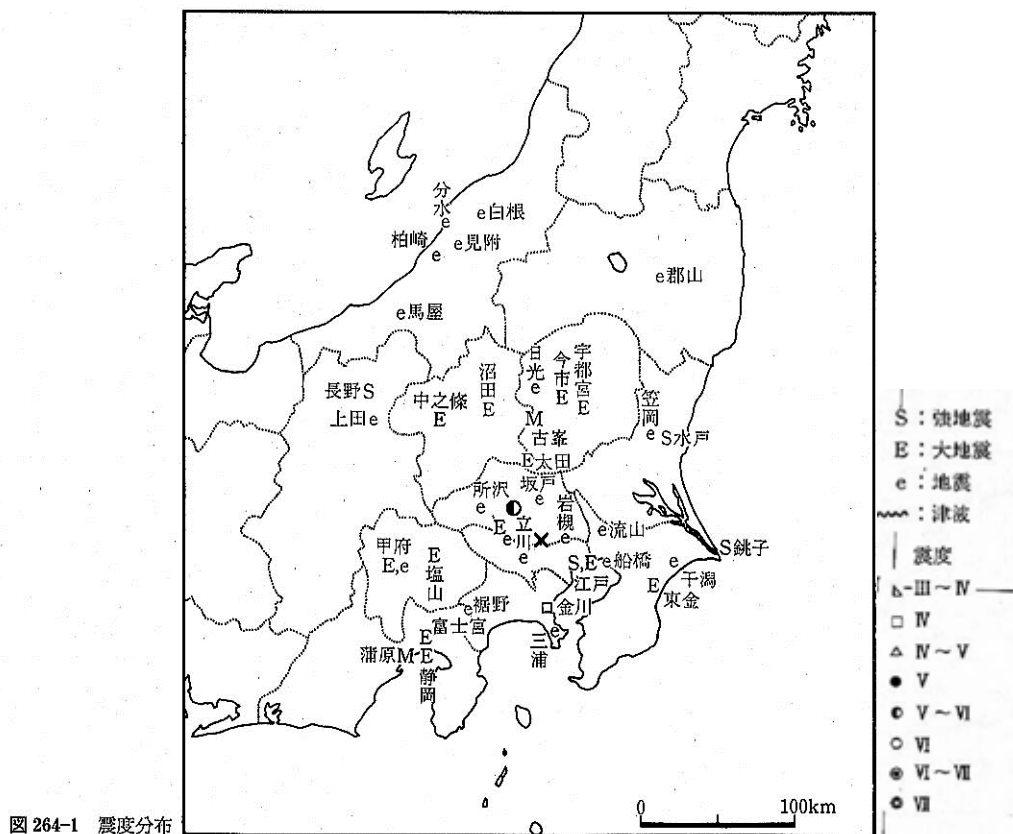 分水
e
e白根
柏崎
e
e見附
e郡山
e馬屋
長野S
上田e
中之條
E
沼田
E
日光
e
今市
E
宇都宮
E
M
古峯
笠岡
e
S水戸
E太田
坂戸
e
所沢
e
岩槻
e
E
e
立川
e
e流山
S銚子
甲府
E,e
E
塩山
S,E
江戸
e船橋
e
干潟
E
東金
e裾野
富士宮
E
金川
e
三浦
蒲原M
E
静岡
0 100km
S:強地震
E:大地震
e:地震
:津波
震度
III~IV
IV
IV~V
V
V~VI
VI
VI~VII
VII
図264-1 震度分布